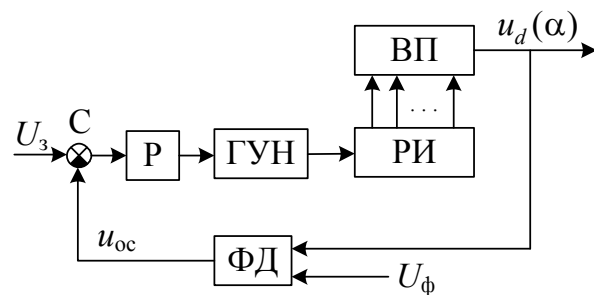 ВП
u_d(α)
С
U_з
Р
ГУН
...
РИ
u_ос
ФД
U_ф